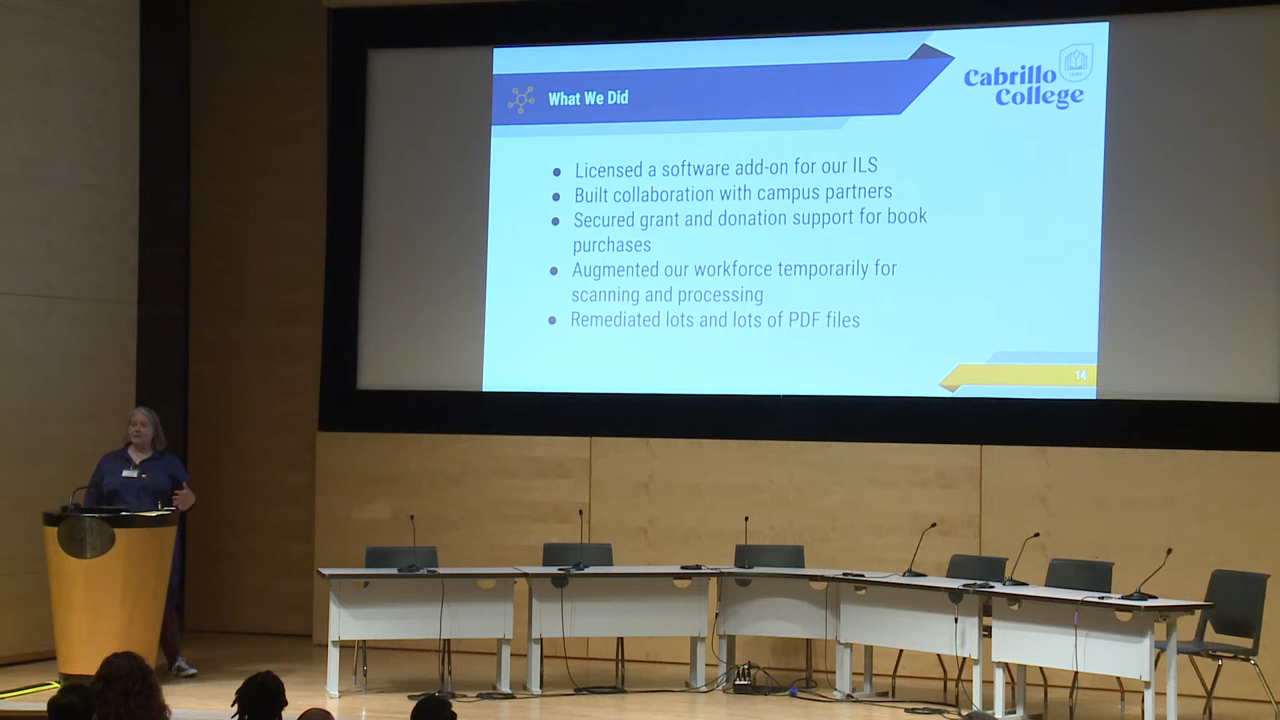 What We Did
Cabrillo
College
● Licensed a software add-on for our ILS
● Built collaboration with campus partners
● Secured grant and donation support for book
purchases
● Augmented our workforce temporarily for
scanning and processing
● Remediated lots and lots of PDF files
14